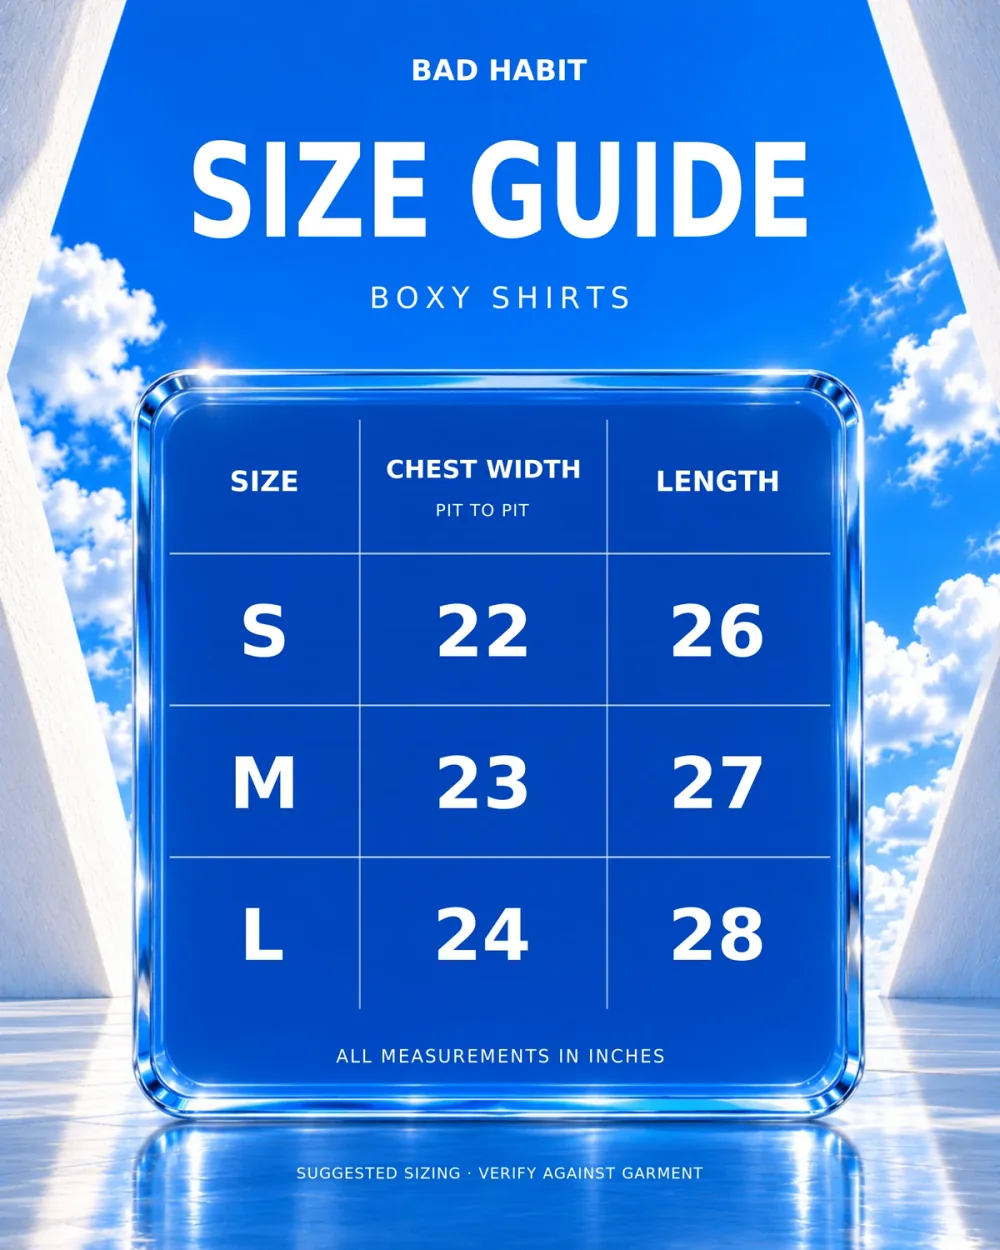 BAD HABIT
SIZE GUIDE
BOXY SHIRTS
SIZE CHEST WIDTH LENGTH
PIT TO PIT
S 22 26
M 23 27
L 24 28
ALL MEASUREMENTS IN INCHES
SUGGESTED SIZING · VERIFY AGAINST GARMENT